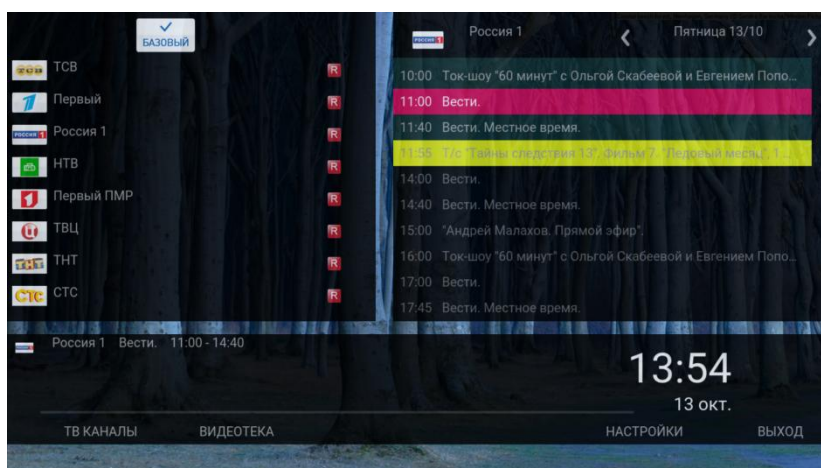 БАЗОВЫЙ
ТСВ R
Первый R
Россия 1 R
НТВ R
Первый ПМР R
ТВЦ R
ТНТ R
СТС R
Россия 1
Пятница 13/10
10:00 Ток-шоу "60 минут" с Ольгой Скабеевой и Евгением Попо...
11:00 Вести.
11:40 Вести. Местное время.
11:55 Т/с "Тайны следствия 13". Фильм 7. "Ледовый месяц", 1...
14:00 Вести.
14:40 Вести. Местное время.
15:00 "Андрей Малахов. Прямой эфир".
16:00 Ток-шоу "60 минут" с Ольгой Скабеевой и Евгением Попо...
17:00 Вести.
17:45 Вести. Местное время.
Россия 1 Вести. 11:00 - 14:40
13:54
13 окт.
ТВ КАНАЛЫ ВИДЕОТЕКА НАСТРОЙКИ ВЫХОД